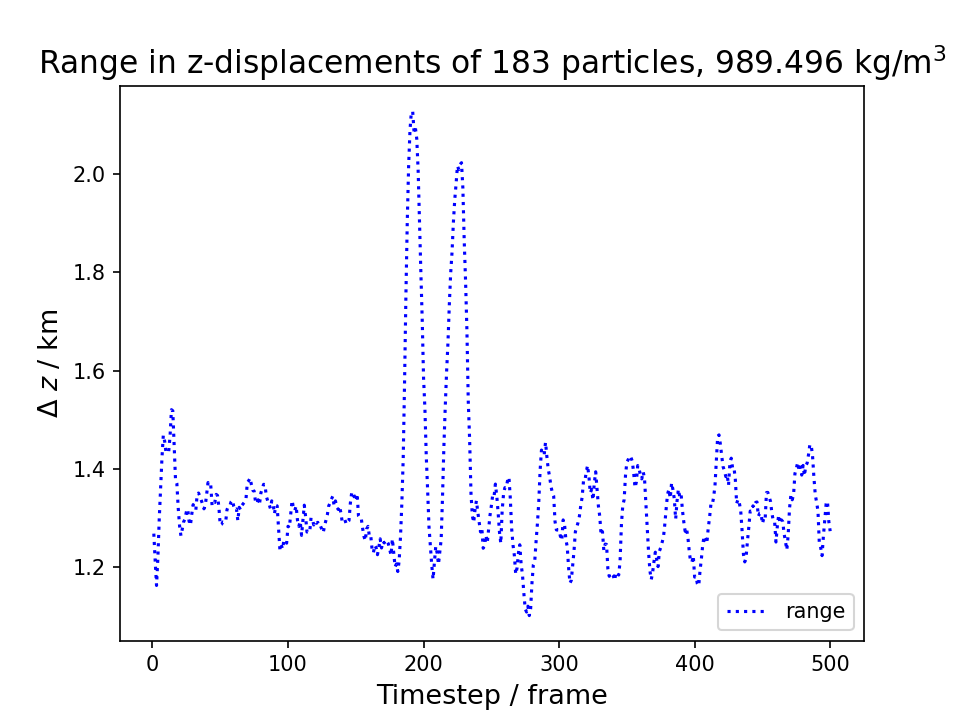 Range in z-displacements of 183 particles, 989.496 kg/m³
Δ z / km
2.0
1.8
1.6
1.4
1.2
0 100 200 300 400 500
range
Timestep / frame